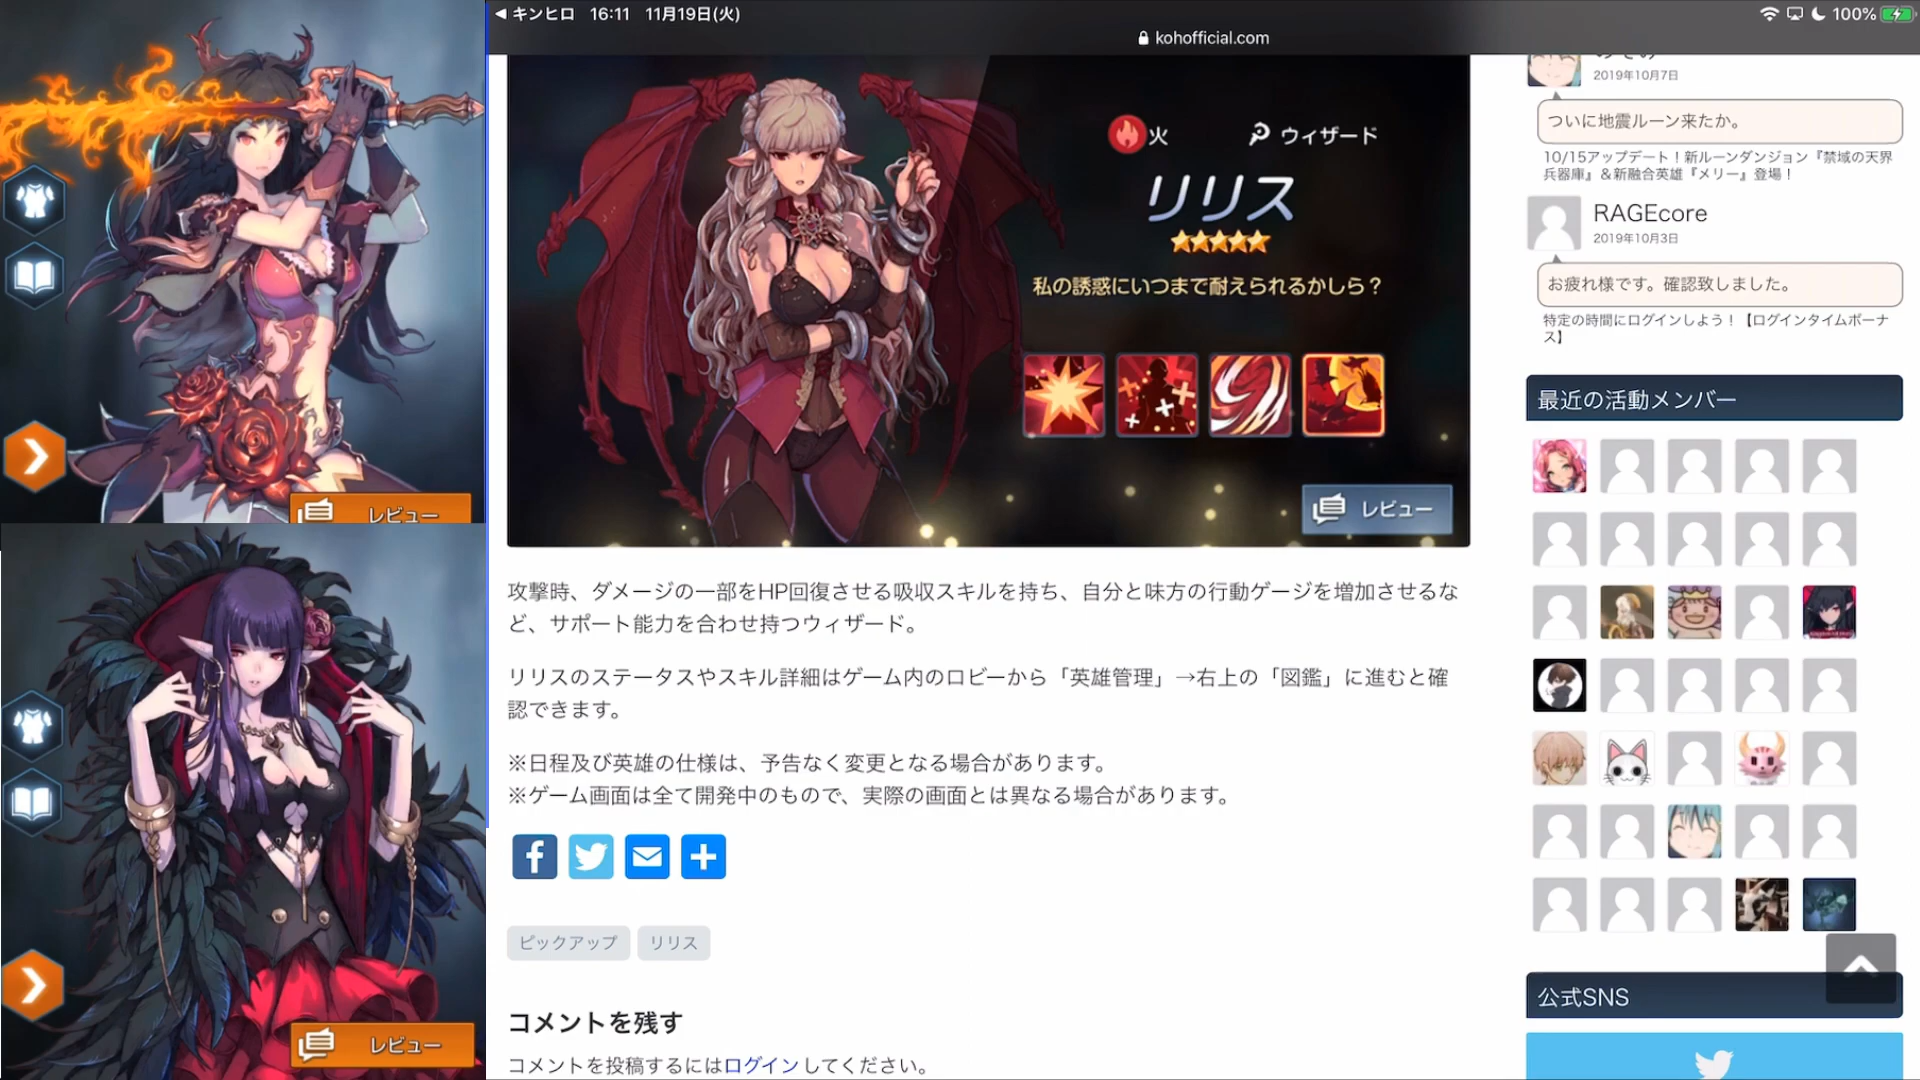 キンヒロ 16:11 11月19日(火)
100%
kohofficial.com
レビュー
レビュー
火
ウィザード
リリス
私の誘惑にいつまで耐えられるかしら？
レビュー
攻撃時、ダメージの一部をHP回復させる吸収スキルを持ち、自分と味方の行動ゲージを増加させるな
ど、サポート能力を合わせ持つウィザード。
リリスのステータスやスキル詳細はゲーム内のロビーから「英雄管理」→右上の「図鑑」に進むと確
認できます。
※日程及び英雄の仕様は、予告なく変更となる場合があります。
※ゲーム画面は全て開発中のもので、実際の画面とは異なる場合があります。
ピックアップ
リリス
コメントを残す
コメントを投稿するにはログインしてください。
2019年10月7日
ついに地震ルーン来たか。
10/15アップデート！新ルーンダンジョン『禁域の天界
兵器庫』＆新融合英雄『メリー』登場！
RAGEcore
2019年10月3日
お疲れ様です。確認致しました。
特定の時間にログインしよう！【ログインタイムボーナ
ス】
最近の活動メンバー
公式SNS